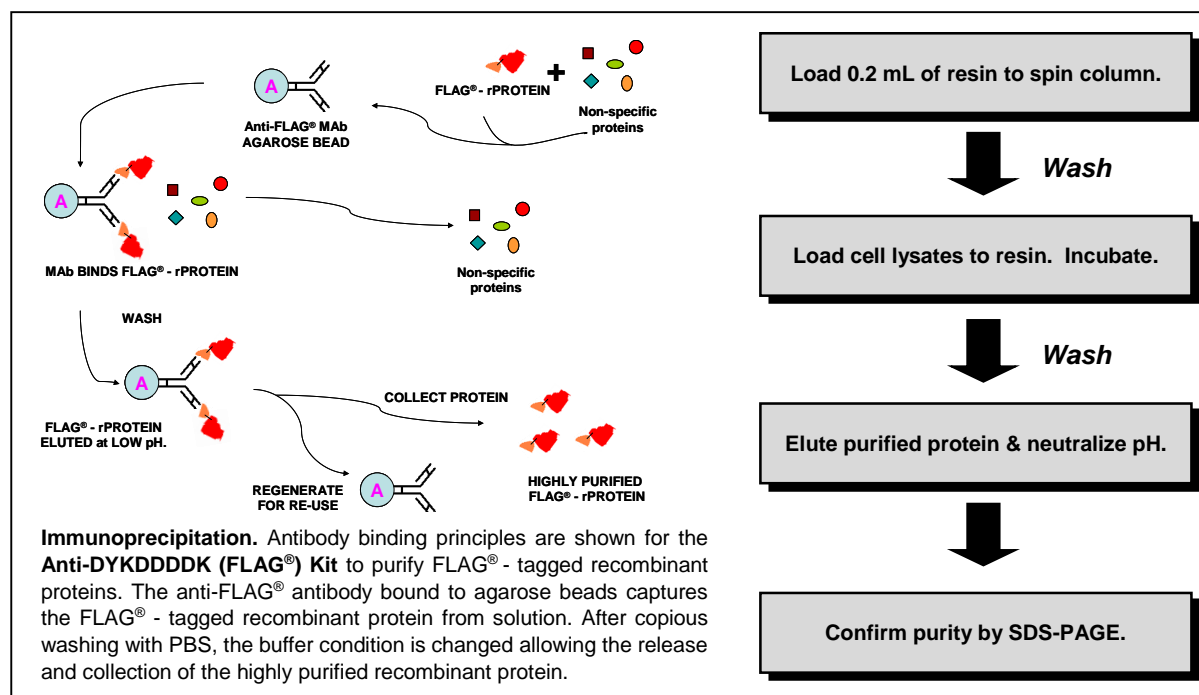 FLAG® - rPROTEIN
+
Non-specific
proteins
A
Anti-FLAG® MAb
AGAROSE BEAD
A
MAb BINDS FLAG® - rPROTEIN
Non-specific
proteins
WASH
A
FLAG® - rPROTEIN
ELUTED at LOW pH.
COLLECT PROTEIN
HIGHLY PURIFIED
FLAG® - rPROTEIN
REGENERATE
FOR RE-USE
A
Immunoprecipitation. Antibody binding principles are shown for the
Anti-DYKDDDDK (FLAG®) Kit to purify FLAG® - tagged recombinant
proteins. The anti-FLAG® antibody bound to agarose beads captures
the FLAG® - tagged recombinant protein from solution. After copious
washing with PBS, the buffer condition is changed allowing the release
and collection of the highly purified recombinant protein.
Load 0.2 mL of resin to spin column.
Wash
Load cell lysates to resin.  Incubate.
Wash
Elute purified protein & neutralize pH.
Confirm purity by SDS-PAGE.